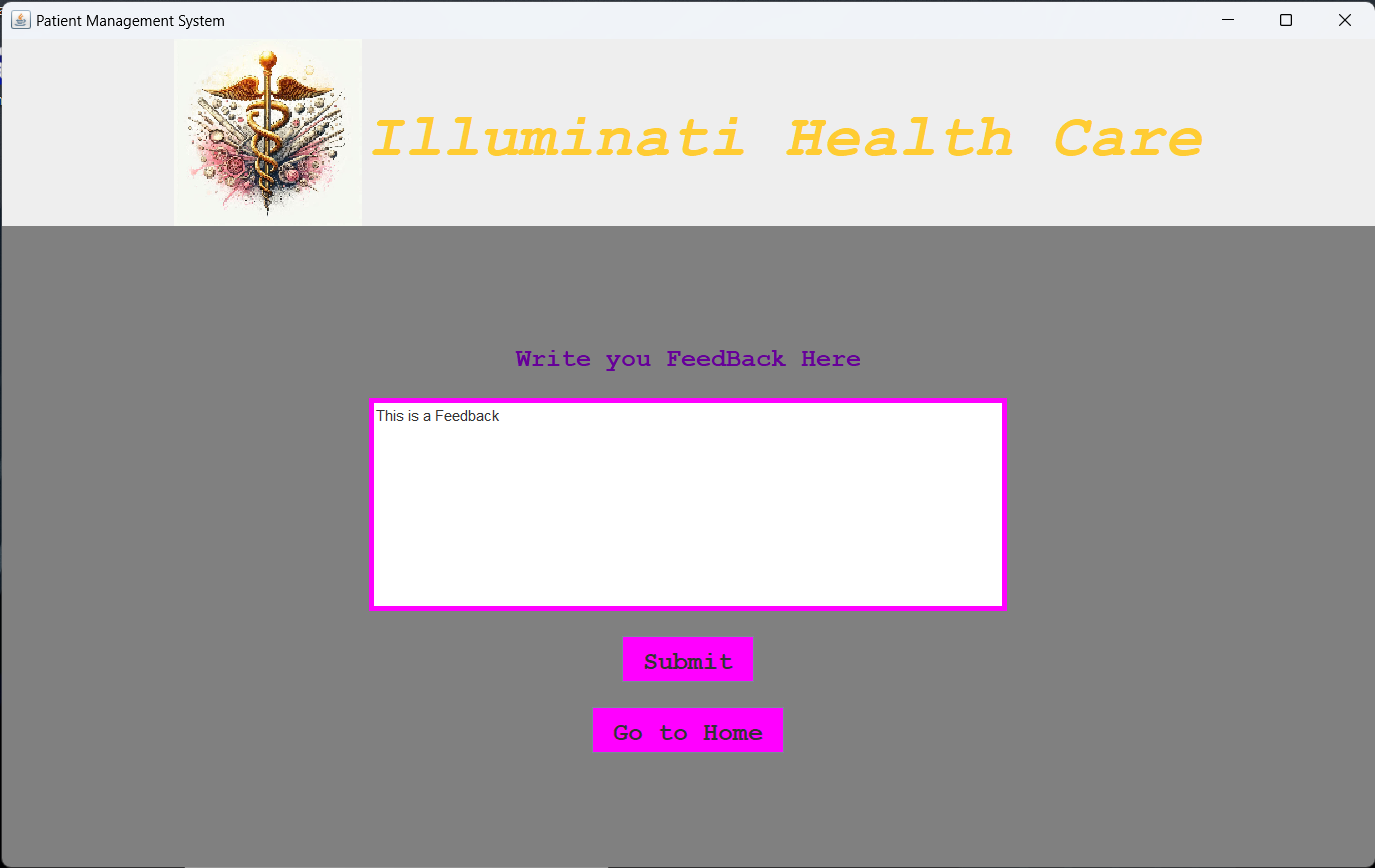 Patient Management System
Illuminati Health Care
Write you FeedBack Here
This is a Feedback
Submit
Go to Home